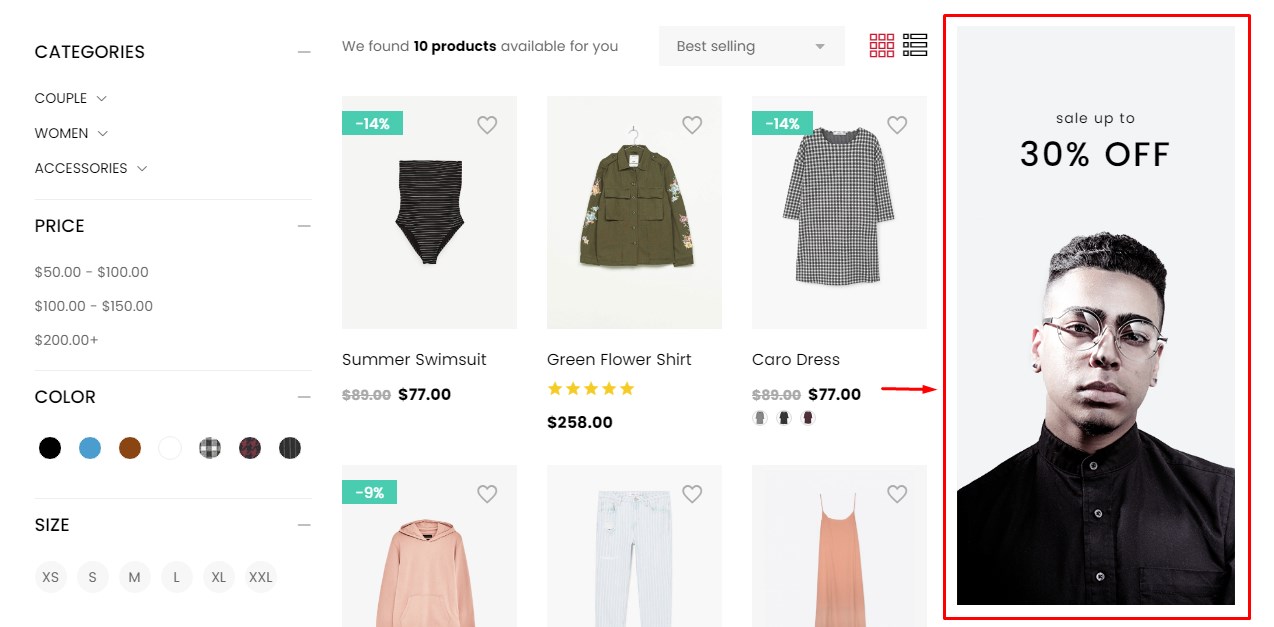 CATEGORIES
COUPLE
WOMEN
ACCESSORIES
PRICE
$50.00 - $100.00
$100.00 - $150.00
$200.00+
COLOR
SIZE
XS S M L XL XXL
We found 10 products available for you
Best selling
-14%
-14%
Summer Swimsuit
$89.00 $77.00
Green Flower Shirt
$258.00
Caro Dress
$89.00 $77.00
-9%
sale up to
30% OFF